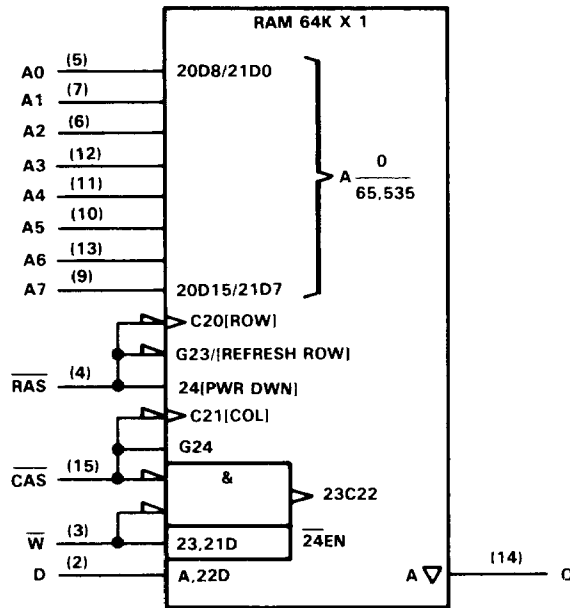 RAM 64K X 1
A0 (5) 20D8/21D0
A1 (7)
A2 (6)
A3 (12)
A4 (11)
A5 (10)
A6 (13)
A7 (9) 20D15/21D7
A 0
65,535
C20[ROW]
G23/[REFRESH ROW]
RAS (4) 24[PWR DWN]
C21[COL]
G24
CAS (15) &
23C22
W (3) 23,21D 24EN
D (2) A,22D A (14) Q